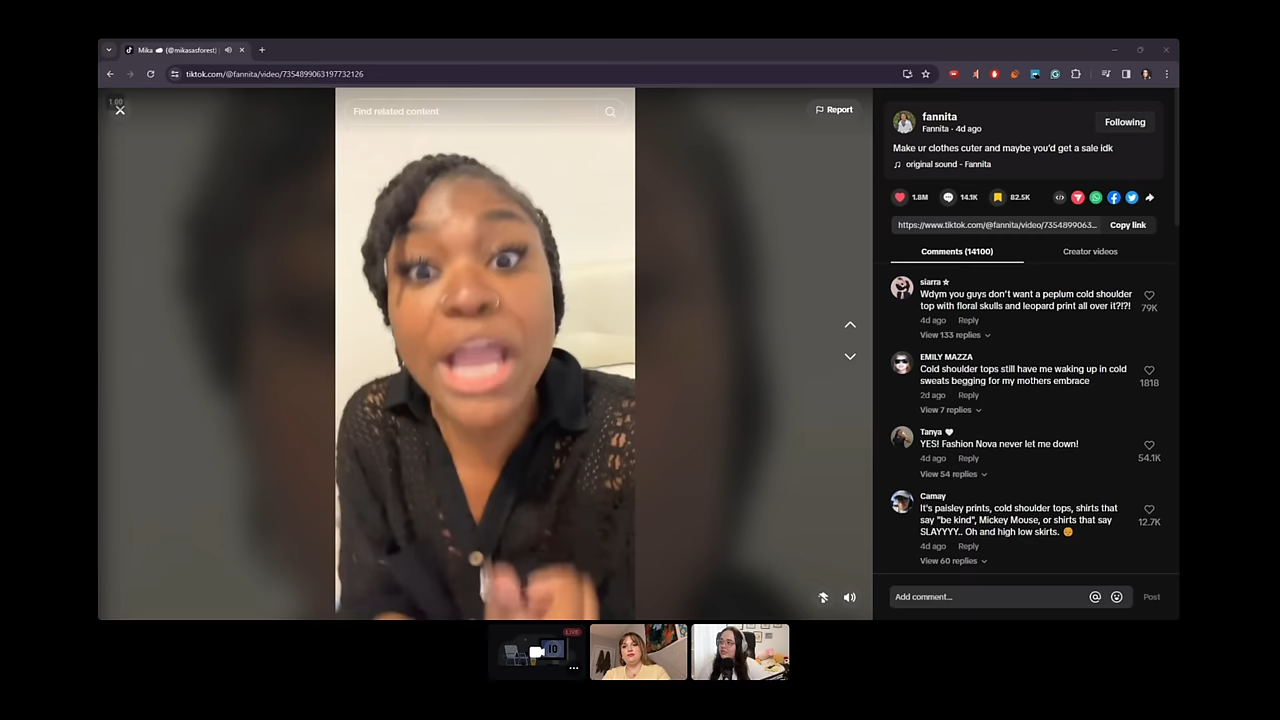 Mika ☁️ (@mikasasforest)
tiktok.com/@fannita/video/7354899063197732126
1.00
Find related content
Report
fannita
Fannita · 4d ago
Following
Make ur clothes cuter and maybe you'd get a sale idk
original sound - Fannita
1.8M
14.1K
82.5K
https://www.tiktok.com/@fannita/video/7354899063...
Copy link
Comments (14100)
Creator videos
siarra ☆
Wdym you guys don't want a peplum cold shoulder
top with floral skulls and leopard print all over it?!?!
79K
4d ago Reply
View 133 replies
EMILY MAZZA
Cold shoulder tops still have me waking up in cold
sweats begging for my mothers embrace
1818
2d ago Reply
View 7 replies
Tanya 🤍
YES! Fashion Nova never let me down!
54.1K
4d ago Reply
View 54 replies
Camay
It's paisley prints, cold shoulder tops, shirts that
say "be kind", Mickey Mouse, or shirts that say
SLAYYYY.. Oh and high low skirts. 😔
12.7K
4d ago Reply
View 60 replies
Add comment...
Post
LIVE
10